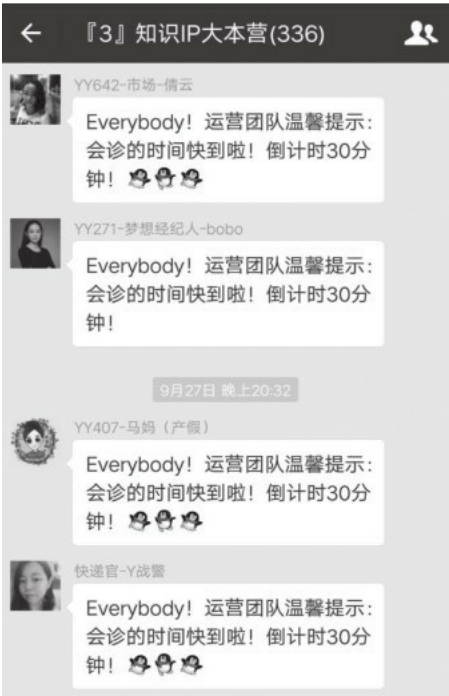 『3』知识IP大本营(336)
YY642-市场-倩云
Everybody！运营团队温馨提示：
会诊的时间快到啦！倒计时30分
钟！
YY271-梦想经纪人-bobo
Everybody！运营团队温馨提示：
会诊的时间快到啦！倒计时30分
钟！
9月27日 晚上20:32
YY407-马妈（产假）
Everybody！运营团队温馨提示：
会诊的时间快到啦！倒计时30分
钟！
快递官-Y战警
Everybody！运营团队温馨提示：
会诊的时间快到啦！倒计时30分
钟！